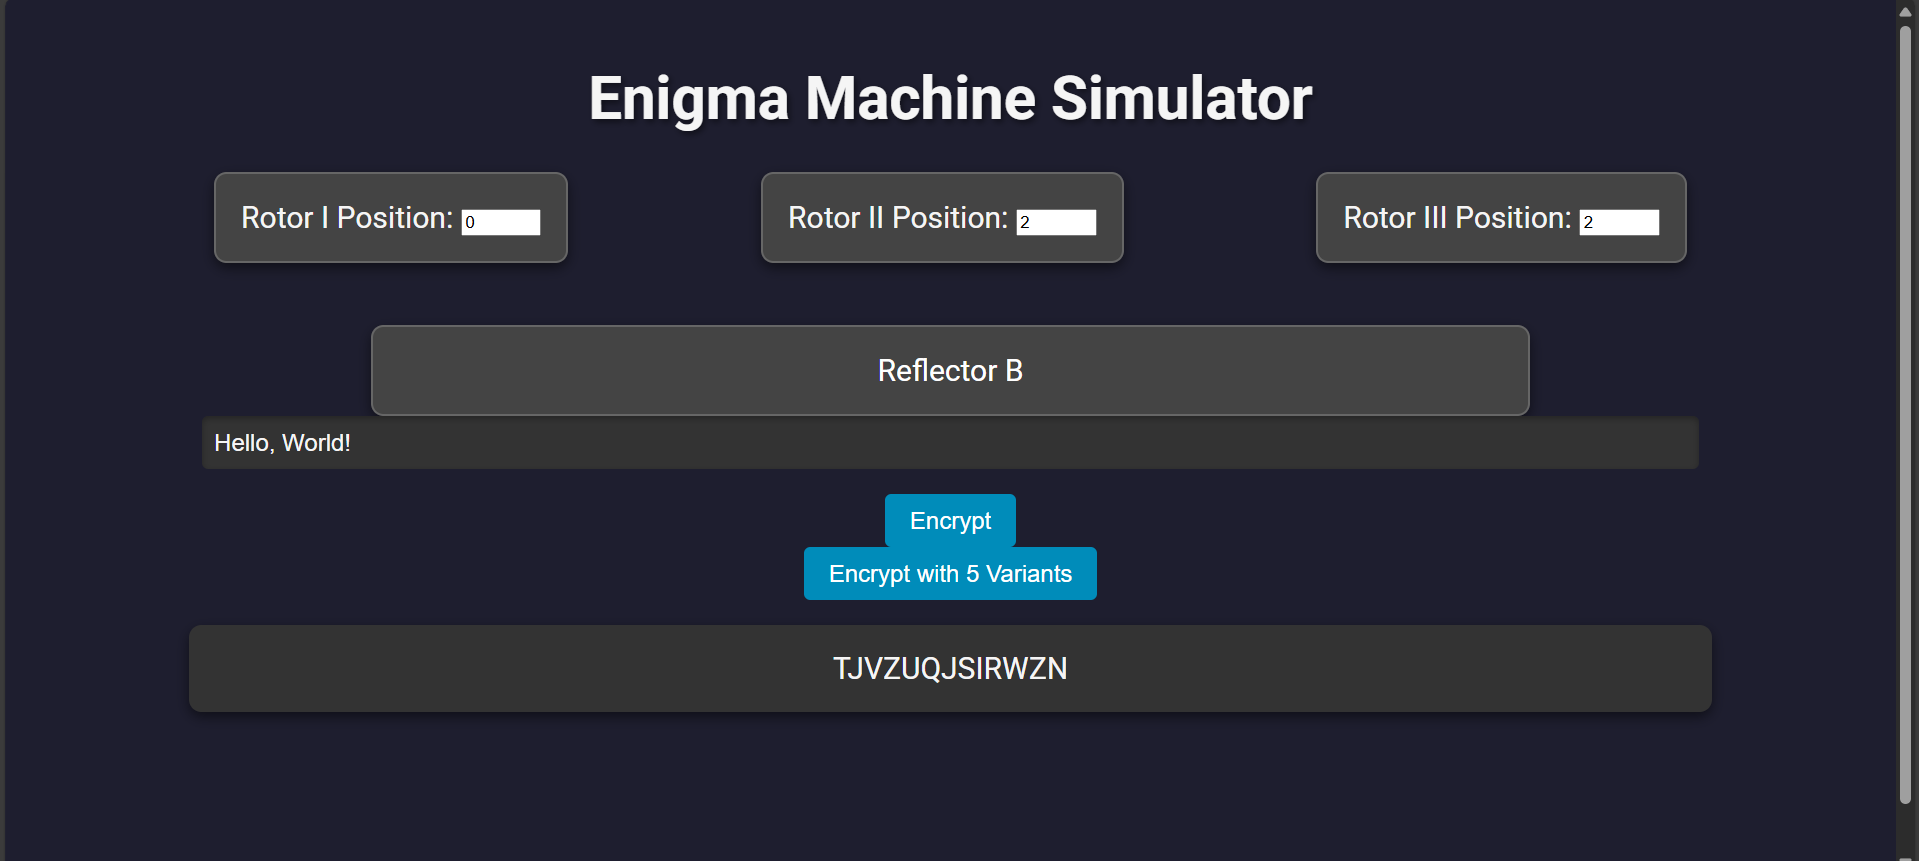 Enigma Machine Simulator
Rotor I Position: 0
Rotor II Position: 2
Rotor III Position: 2
Reflector B
Hello, World!
Encrypt
Encrypt with 5 Variants
TJVZUQJSIRWZN